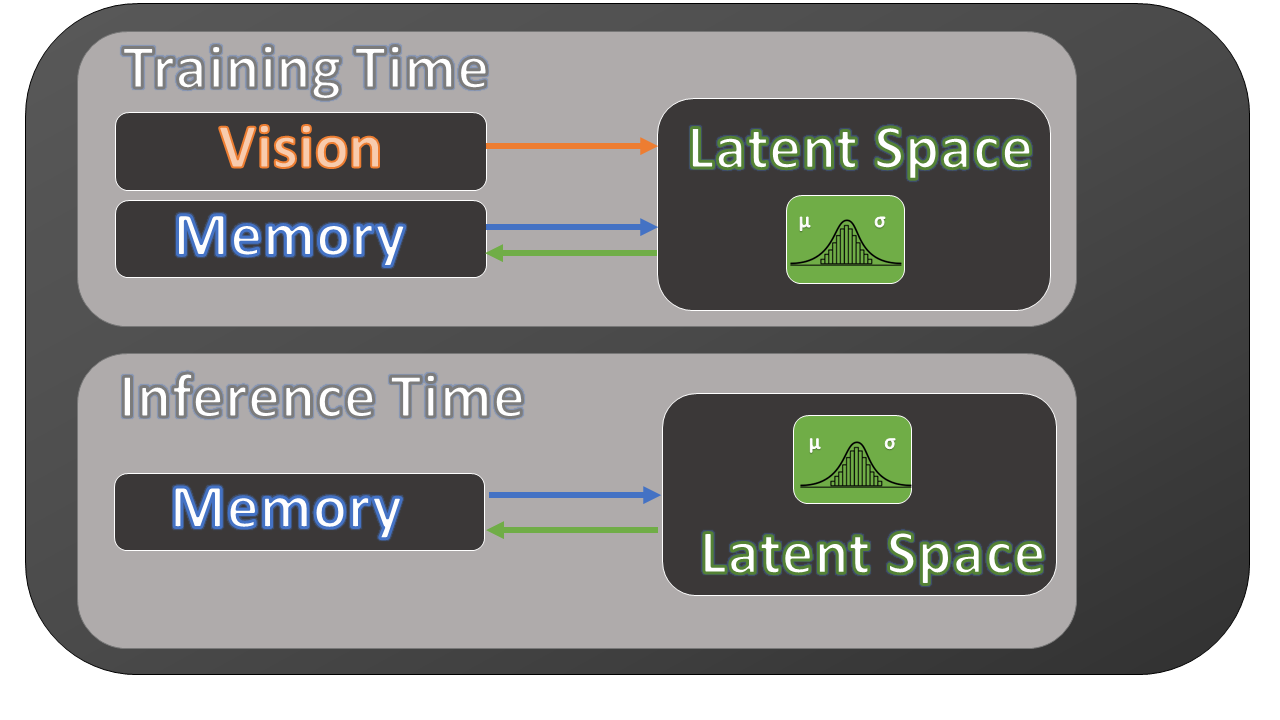 Training Time
Vision
Latent Space
Memory
μ σ
Inference Time
μ σ
Memory
Latent Space